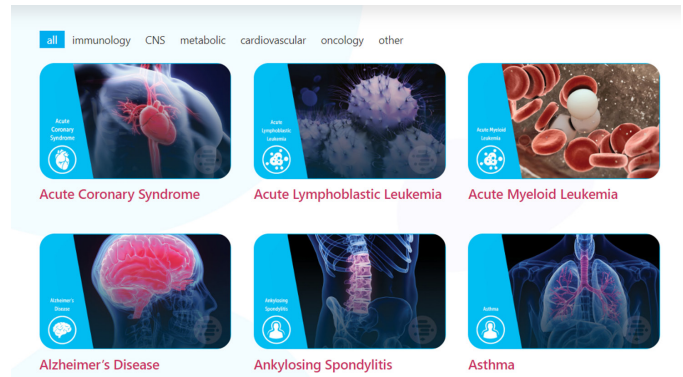 all immunology CNS metabolic cardiovascular oncology other
Acute
Coronary
Syndrome
Acute
Lymphoblastic
Leukemia
Acute Myeloid
Leukemia
Acute Coronary Syndrome
Acute Lymphoblastic Leukemia
Acute Myeloid Leukemia
Alzheimer's
Disease
Ankylosing
Spondylitis
Asthma
Alzheimer's Disease
Ankylosing Spondylitis
Asthma